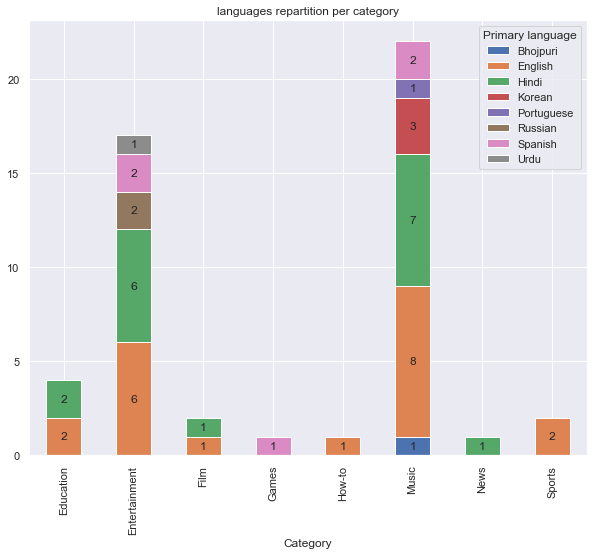 languages repartition per category
Primary language
Bhojpuri
English
Hindi
Korean
Portuguese
Russian
Spanish
Urdu
20
15
10
5
0
2
2
1
2
2
6
6
1
1
1
1
2
1
3
7
8
1
1
2
Education
Entertainment
Film
Games
How-to
Music
News
Sports
Category